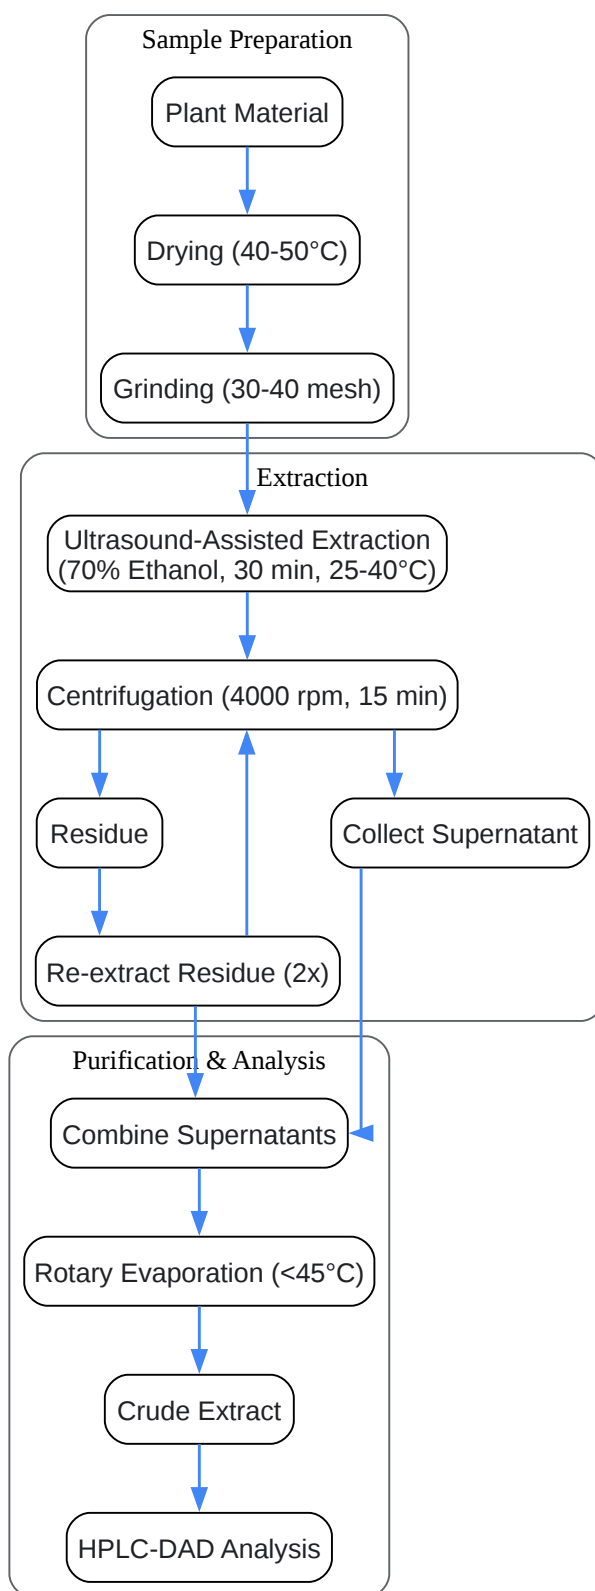 Sample Preparation
Plant Material
Drying (40-50°C)
Grinding (30-40 mesh)
Extraction
Ultrasound-Assisted Extraction
(70% Ethanol, 30 min, 25-40°C)
Centrifugation (4000 rpm, 15 min)
Residue
Collect Supernatant
Re-extract Residue (2x)
Purification & Analysis
Combine Supernatants
Rotary Evaporation (<45°C)
Crude Extract
HPLC-DAD Analysis